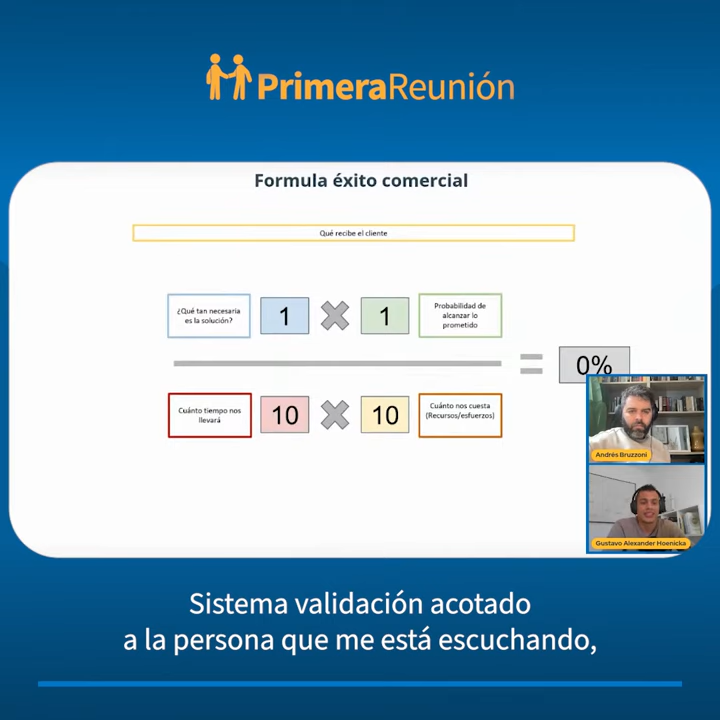 PrimeraReunión
Formula éxito comercial
Qué recibe el cliente
¿Qué tan necesaria
es la solución?
1
1
Probabilidad de
alcanzar lo
prometido
=
0%
Cuánto tiempo nos
llevará
10
10
Cuánto nos cuesta
(Recursos/esfuerzos)
Andrés Bruzzoni
Gustavo Alexander Hoenicka
Sistema validación acotado
a la persona que me está escuchando,